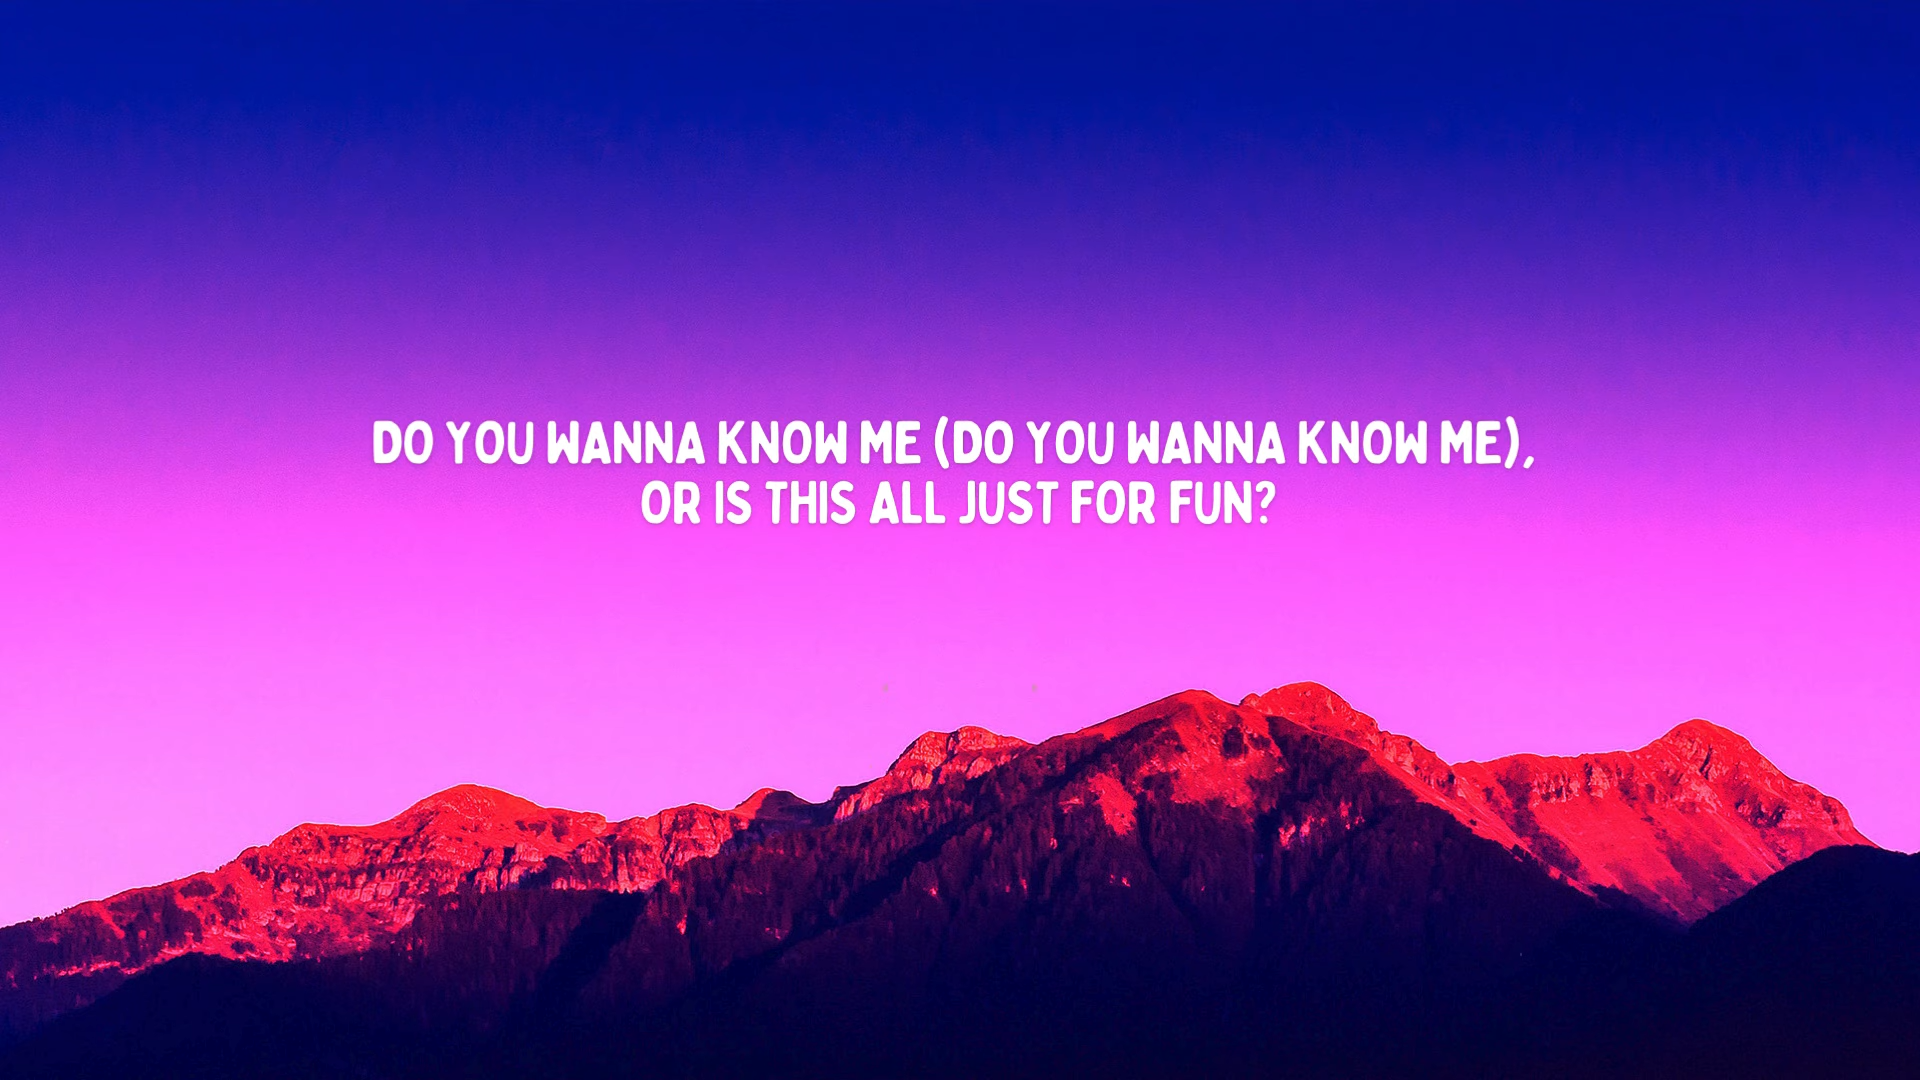 DO YOU WANNA KNOW ME (DO YOU WANNA KNOW ME),
OR IS THIS ALL JUST FOR FUN?